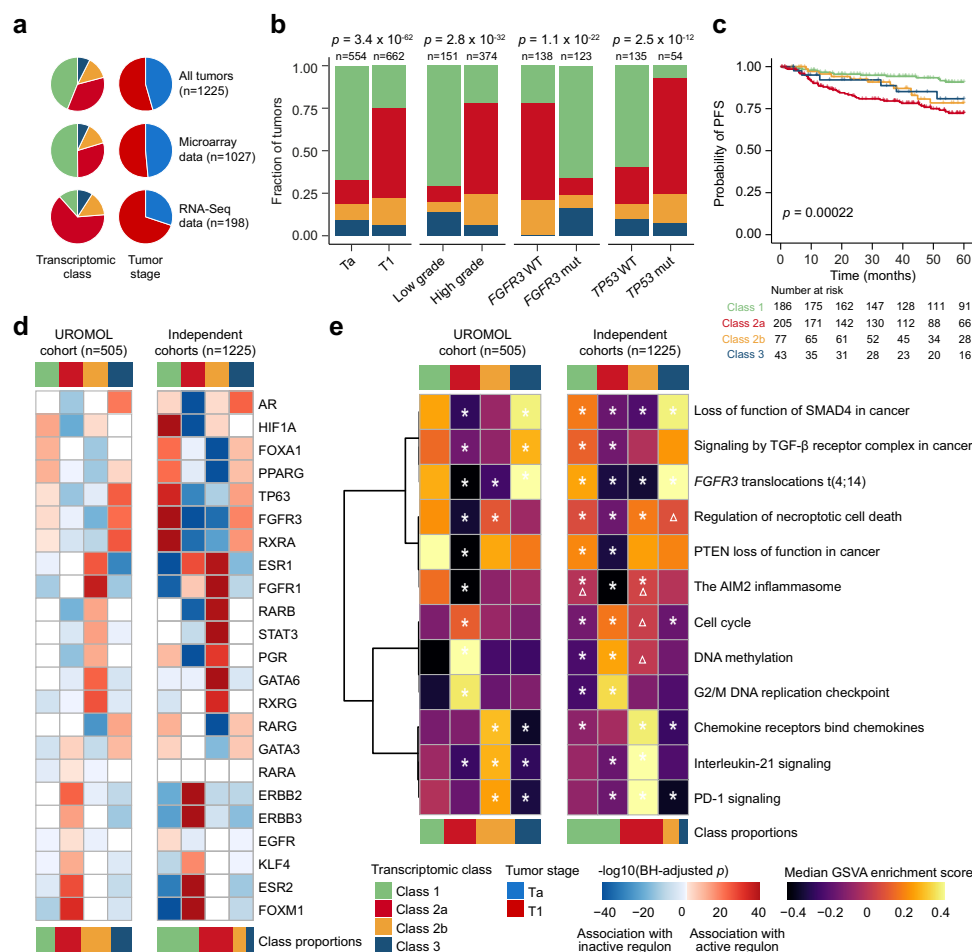 a
All tumors
(n=1225)
Microarray
data (n=1027)
RNA-Seq
data (n=198)
Transcriptomic
class
Tumor
stage
b
p = 3.4 x 10-62
p = 2.8 x 10-32
p = 1.1 x 10-22
p = 2.5 x 10-12
n=554
n=662
n=151
n=374
n=138
n=123
n=135
n=54
Fraction of tumors
1.00
0.75
0.50
0.25
0.00
Ta
T1
Low grade
High grade
FGFR3 WT
FGFR3 mut
TP53 WT
TP53 mut
c
Probability of PFS
1.00
0.75
0.50
0.25
0.00
p = 0.00022
0 10 20 30 40 50 60
Time (months)
Number at risk
Class 1 186 175 162 147 128 111 91
Class 2a 205 171 142 130 112 88 66
Class 2b 77 65 61 52 45 34 28
Class 3 43 35 31 28 23 20 16
d
UROMOL
cohort (n=505)
Independent
cohorts (n=1225)
AR
HIF1A
FOXA1
PPARG
TP63
FGFR3
RXRA
ESR1
FGFR1
RARB
STAT3
PGR
GATA6
RXRG
RARG
GATA3
RARA
ERBB2
ERBB3
EGFR
KLF4
ESR2
FOXM1
Class proportions
e
UROMOL
cohort (n=505)
Independent
cohorts (n=1225)
Loss of function of SMAD4 in cancer
Signaling by TGF-β receptor complex in cancer
FGFR3 translocations t(4;14)
Regulation of necroptotic cell death
PTEN loss of function in cancer
The AIM2 inflammasome
Cell cycle
DNA methylation
G2/M DNA replication checkpoint
Chemokine receptors bind chemokines
Interleukin-21 signaling
PD-1 signaling
Class proportions
Transcriptomic class
Class 1
Class 2a
Class 2b
Class 3
Tumor stage
Ta
T1
-log10(BH-adjusted p)
−40 −20 0 20 40
Association with
inactive regulon
Association with
active regulon
Median GSVA enrichment score
−0.4 −0.2 0 0.2 0.4